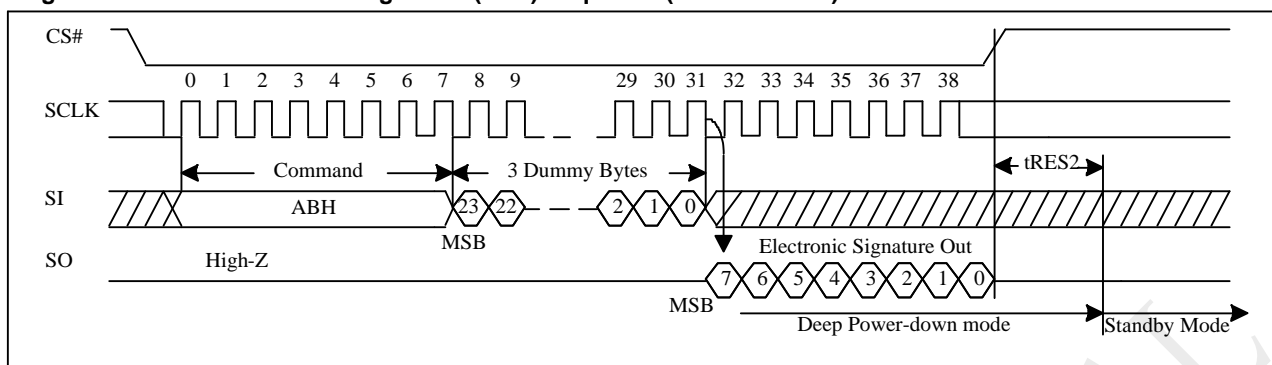 CS#
0 1 2 3 4 5 6 7 8 9 29 30 31 32 33 34 35 36 37 38
SCLK
Command 3 Dummy Bytes tRES2
SI ABH 23 22 2 1 0
MSB
SO High-Z Electronic Signature Out
7 6 5 4 3 2 1 0
MSB
Deep Power-down mode Standby Mode